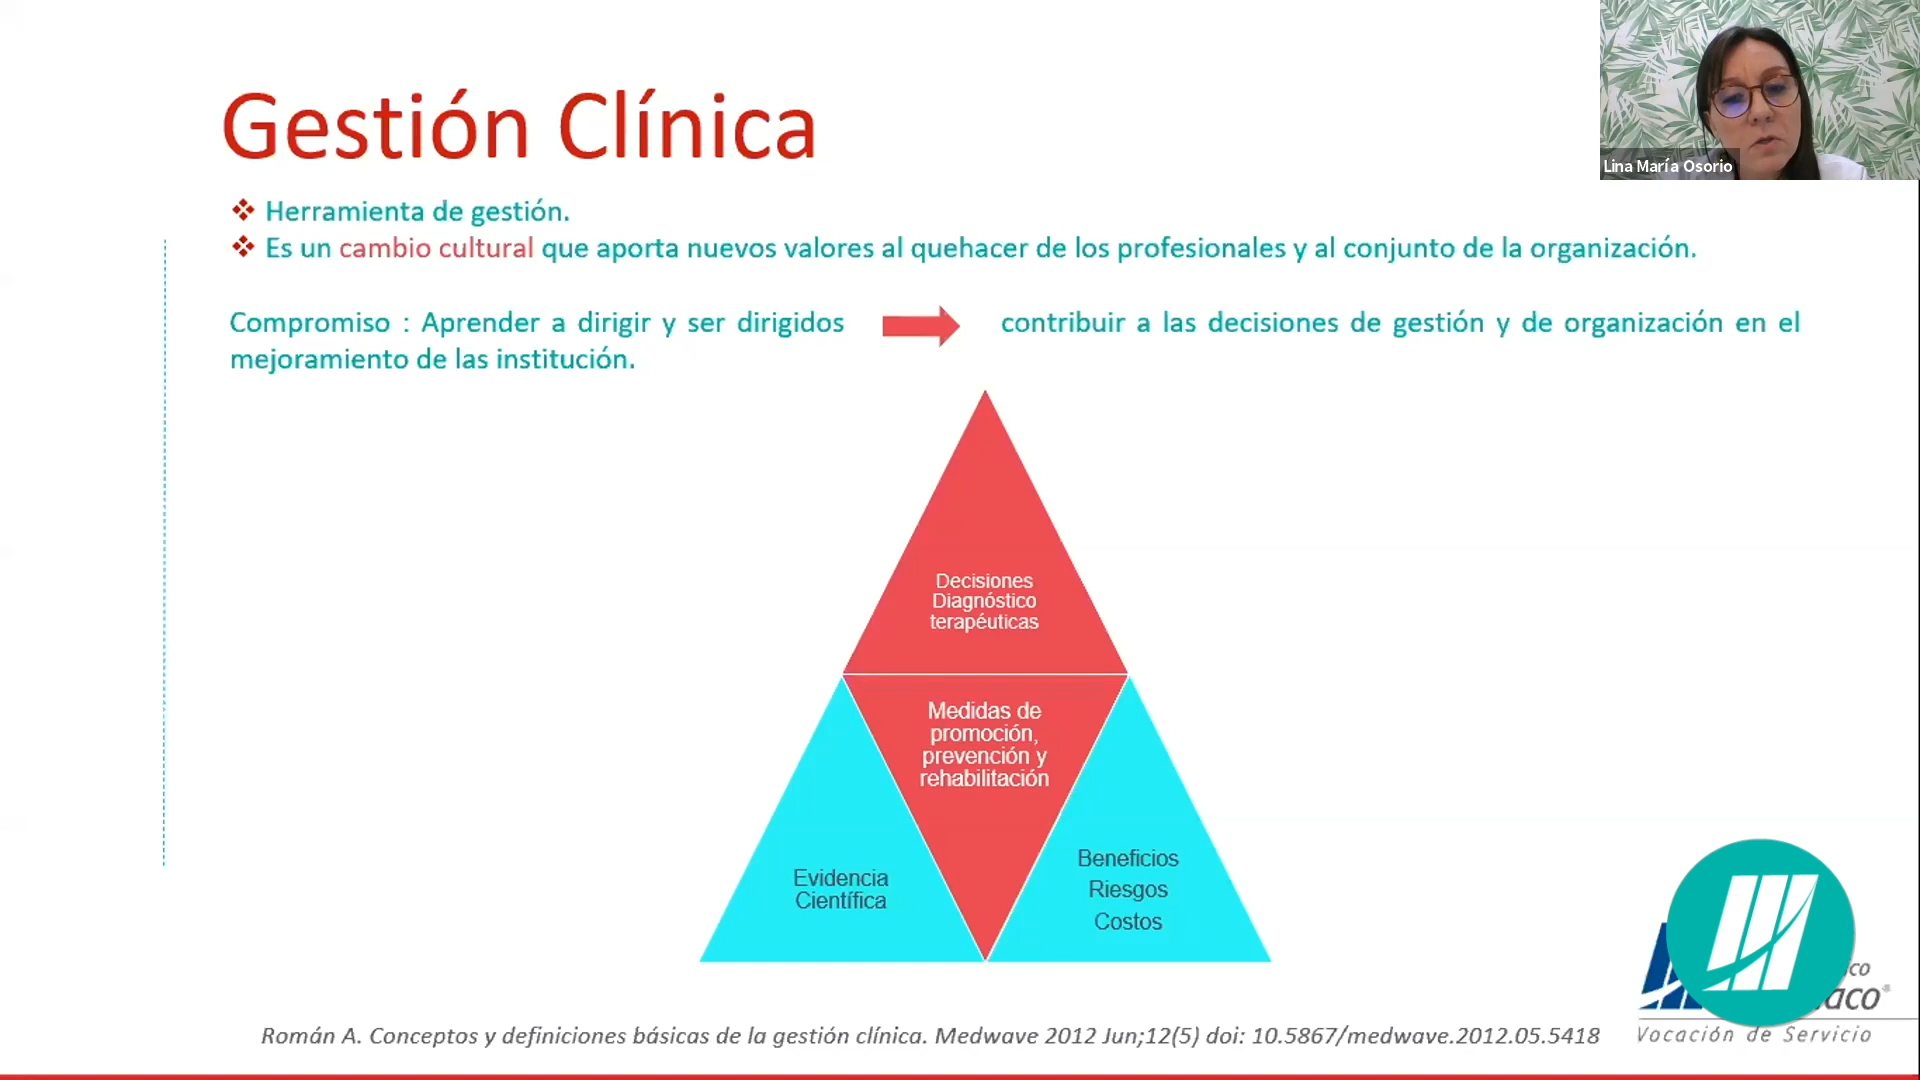 Gestión Clínica
Lina María Osorio
Herramienta de gestión.
Es un cambio cultural que aporta nuevos valores al quehacer de los profesionales y al conjunto de la organización.
Compromiso : Aprender a dirigir y ser dirigidos contribuir a las decisiones de gestión y de organización en el
mejoramiento de las institución.
Decisiones
Diagnóstico
terapéuticas
Medidas de
promoción,
prevención y
rehabilitación
Evidencia
Científica
Beneficios
Riesgos
Costos
Román A. Conceptos y definiciones básicas de la gestión clínica. Medwave 2012 Jun;12(5) doi: 10.5867/medwave.2012.05.5418
Vocación de Servicio